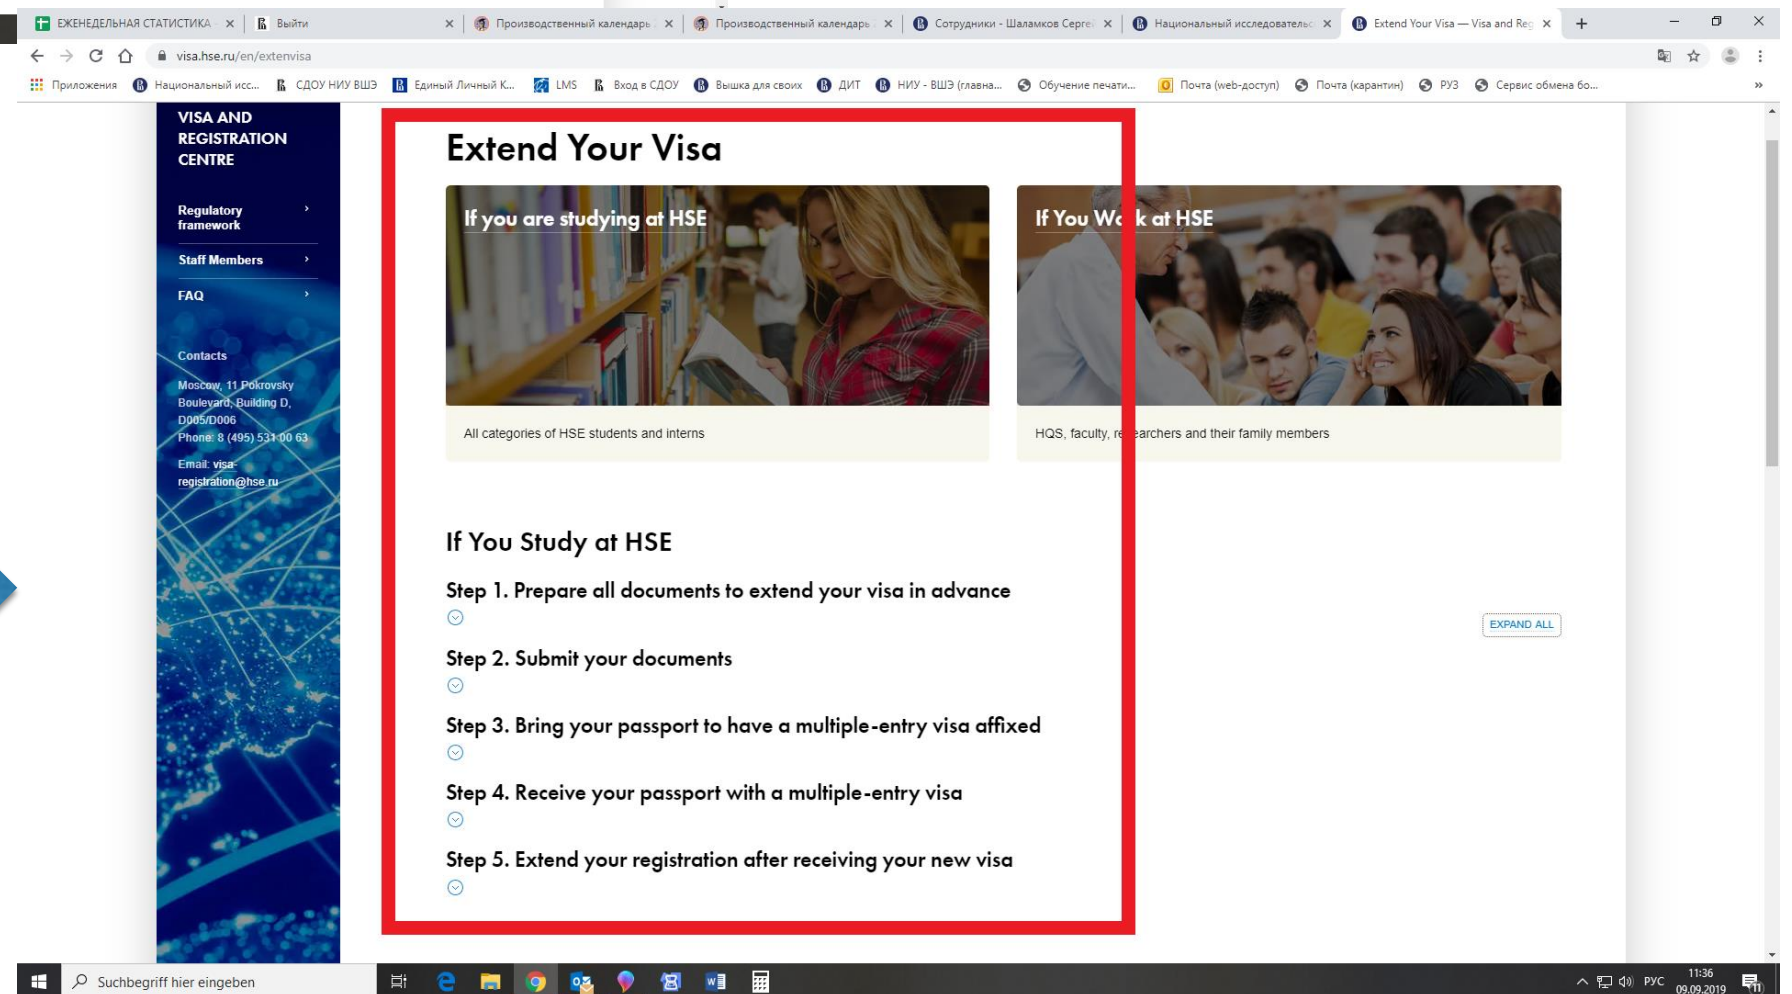 ЕЖЕНЕДЕЛЬНАЯ СТАТИСТИКА
Выйти
Производственный календарь
Производственный календарь
Сотрудники - Шаламков Сергей
Национальный исследовательс
Extend Your Visa — Visa and Reg
visa.hse.ru/en/extenvisa
Приложения
Национальный исс...
СДОУ НИУ ВШЭ
Единый Личный К...
LMS
Вход в СДОУ
Вышка для своих
ДИТ
НИУ - ВШЭ (главна...
Обучение печати...
Почта (web-доступ)
Почта (карантин)
РУЗ
Сервис обмена бо...
»
VISA AND
REGISTRATION
CENTRE
Regulatory
framework
Staff Members
FAQ
Contacts
Moscow, 11 Pokrovsky
Boulevard, Building D,
D005/D006
Phone: 8 (495) 531 00 63
Email: visa-
registration@hse.ru
Extend Your Visa
If you are studying at HSE
All categories of HSE students and interns
If You Wo k at HSE
HQS, faculty, re earchers and their family members
If You Study at HSE
Step 1. Prepare all documents to extend your visa in advance
EXPAND ALL
Step 2. Submit your documents
Step 3. Bring your passport to have a multiple-entry visa affixed
Step 4. Receive your passport with a multiple-entry visa
Step 5. Extend your registration after receiving your new visa
Suchbegriff hier eingeben
РУС
11:36
09.09.2019